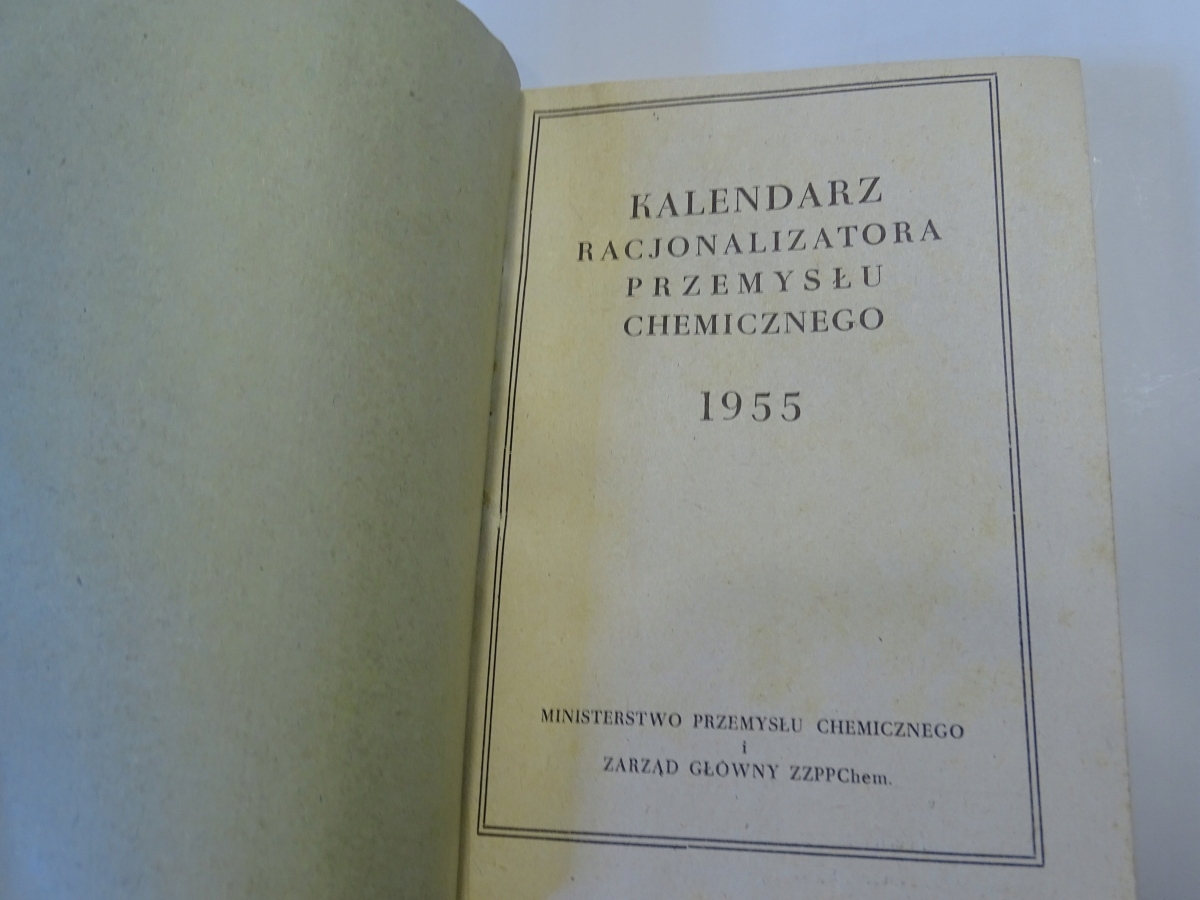 KALENDARZ
RACJONALIZATORA
PRZEMYSŁU
CHEMICZNEGO
1955
MINISTERSTWO PRZEMYSŁU CHEMICZNEGO
i
ZARZĄD GŁÓWNY ZZPPChem.